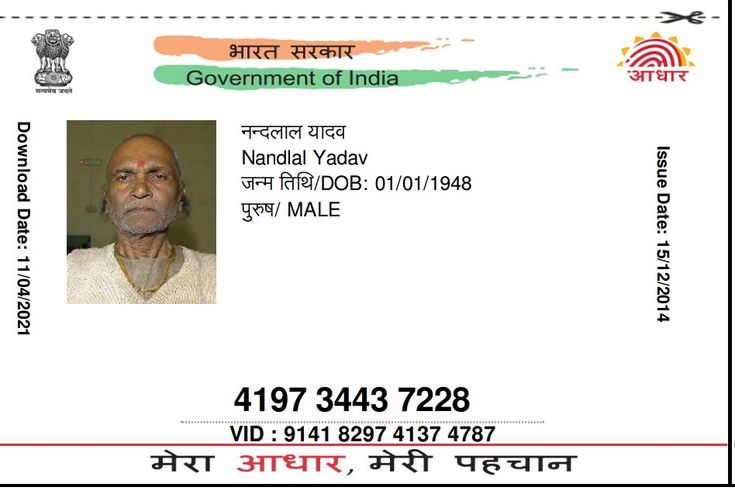 सत्यमेव जयते
भारत सरकार
Government of India
आधार
Download Date: 11/04/2021
नन्दलाल यादव
Nandlal Yadav
जन्म तिथि/DOB: 01/01/1948
पुरुष/ MALE
Issue Date: 15/12/2014
4197 3443 7228
VID : 9141 8297 4137 4787
मेरा आधार, मेरी पहचान